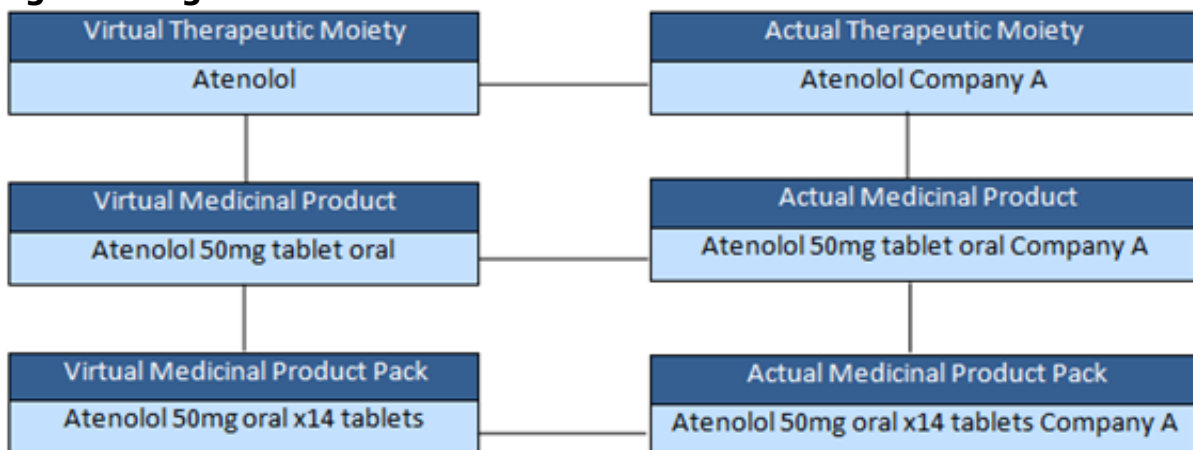 Virtual Therapeutic Moiety
Atenolol
Actual Therapeutic Moiety
Atenolol Company A
Virtual Medicinal Product
Atenolol 50mg tablet oral
Actual Medicinal Product
Atenolol 50mg tablet oral Company A
Virtual Medicinal Product Pack
Atenolol 50mg oral x14 tablets
Actual Medicinal Product Pack
Atenolol 50mg oral x14 tablets Company A